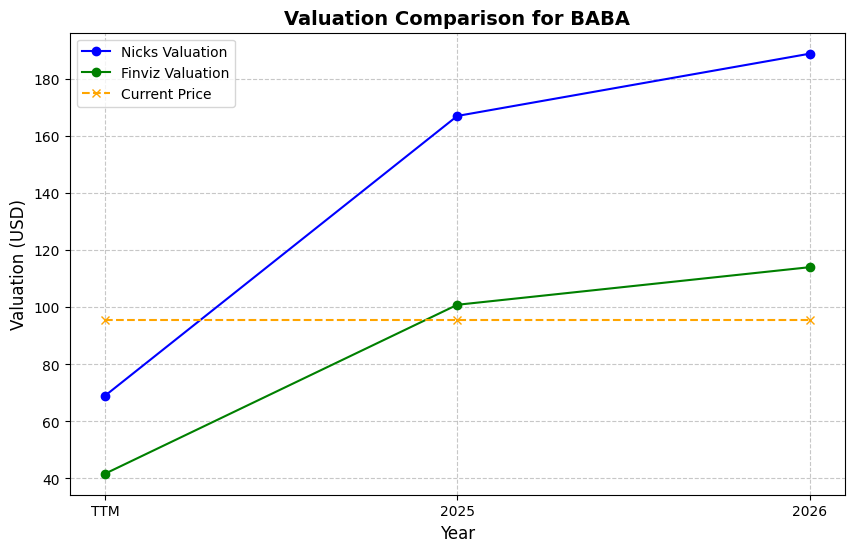 Valuation Comparison for BABA
Nicks Valuation
Finviz Valuation
Current Price
Valuation (USD)
180
160
140
120
100
80
60
40
TTM
2025
2026
Year